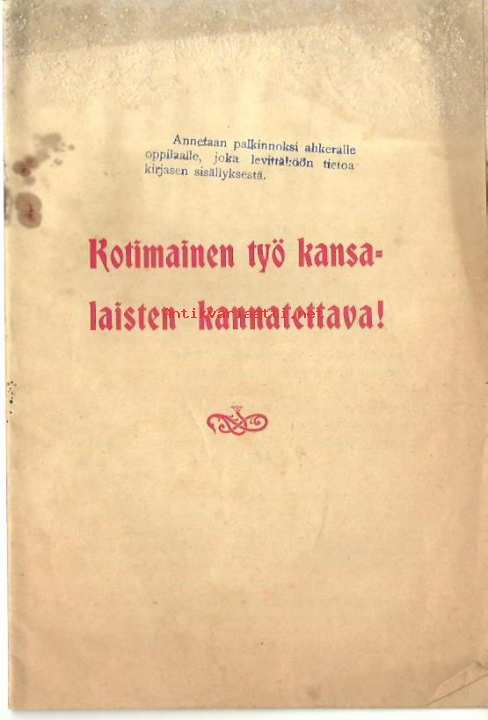 Annetaan palkinnoksi ahkeralle
oppilaalle, joka levittäköön tietoa
kirjasen sisällyksestä.
Kotimainen työ kansa-
laisten kannatettava!
antikvariaatti.net